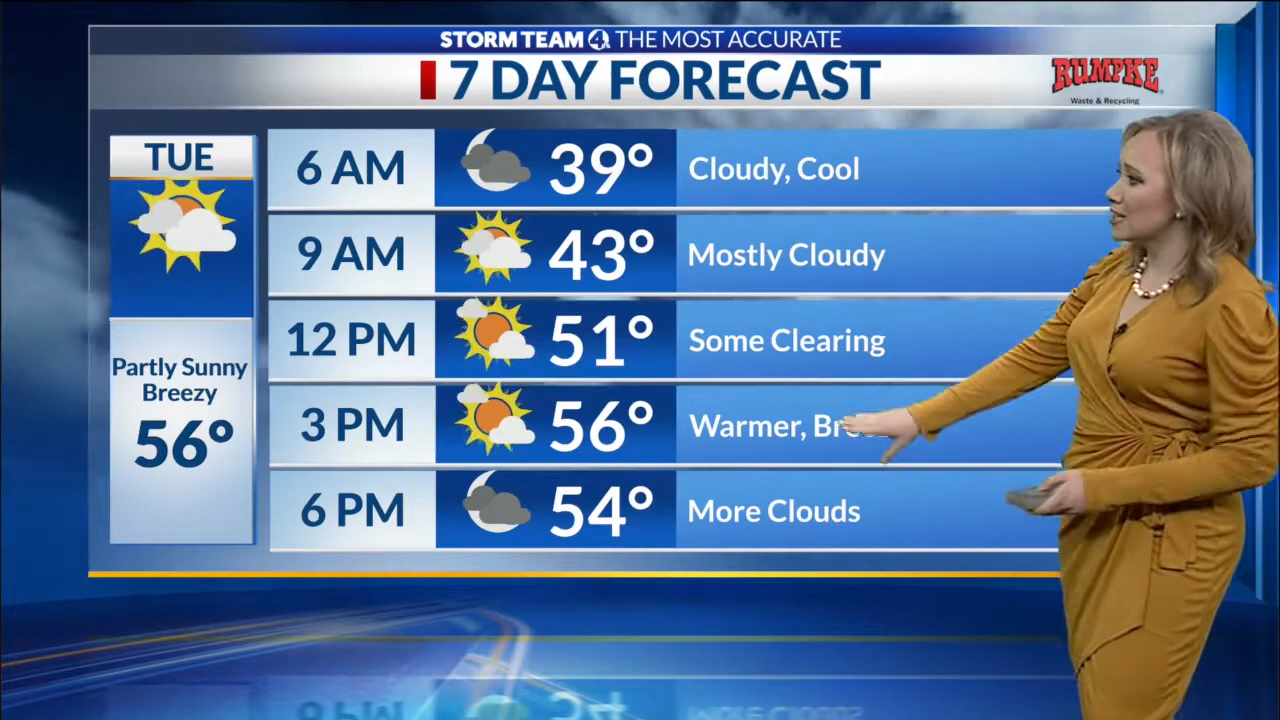 STORM TEAM 4 THE MOST ACCURATE
7 DAY FORECAST
RUMPKE
Waste & Recycling
TUE
Partly Sunny
Breezy
56°
6 AM 39° Cloudy, Cool
9 AM 43° Mostly Cloudy
12 PM 51° Some Clearing
3 PM 56° Warmer,
6 PM 54° More Clouds